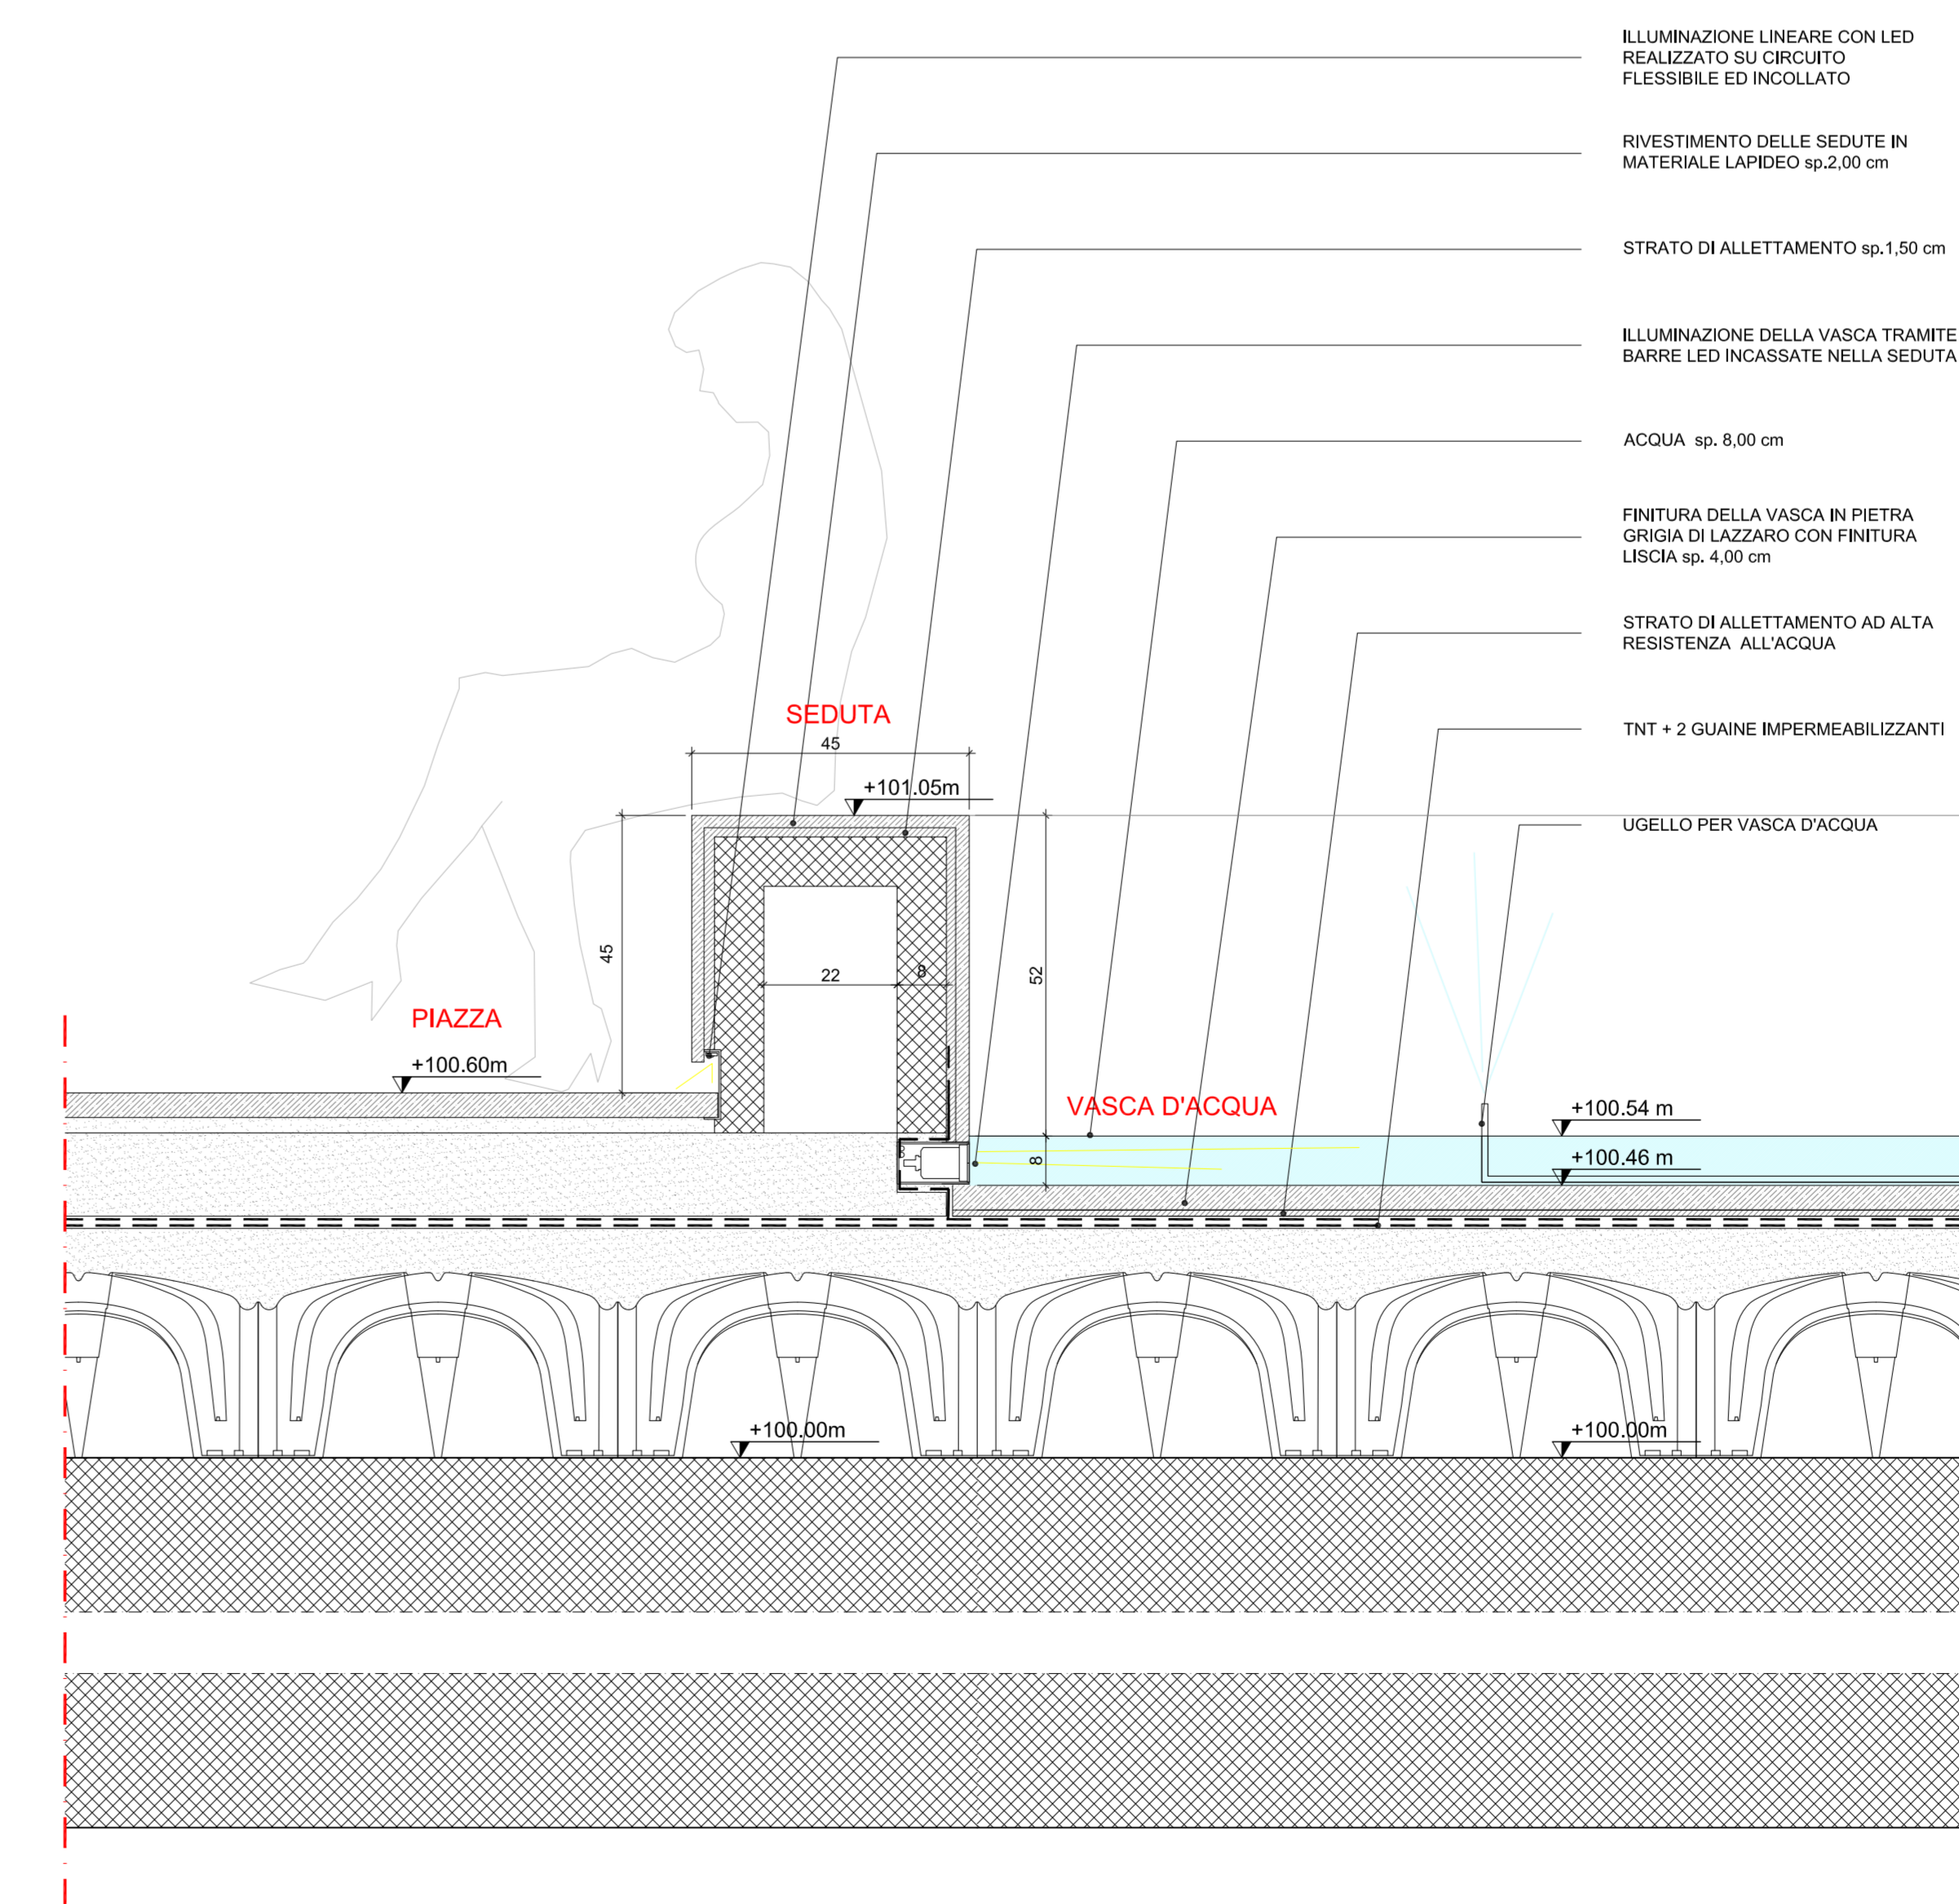 ILLUMINAZIONE LINEARE CON LED
REALIZZATO SU CIRCUITO
FLESSIBILE ED INCOLLATO
RIVESTIMENTO DELLE SEDUTE IN
MATERIALE LAPIDEO sp.2,00 cm
STRATO DI ALLETTAMENTO sp.1,50 cm
ILLUMINAZIONE DELLA VASCA TRAMITE
BARRE LED INCASSATE NELLA SEDUTA
ACQUA sp. 8,00 cm
FINITURA DELLA VASCA IN PIETRA
GRIGIA DI LAZZARO CON FINITURA
LISCIA sp. 4,00 cm
STRATO DI ALLETTAMENTO AD ALTA
RESISTENZA ALL'ACQUA
TNT + 2 GUAINE IMPERMEABILIZZANTI
UGELLO PER VASCA D'ACQUA
SEDUTA
45
+101.05m
45
22
8
52
PIAZZA
+100.60m
VASCA D'ACQUA
+100.54 m
8
+100.46 m
+100.00m
+100.00m